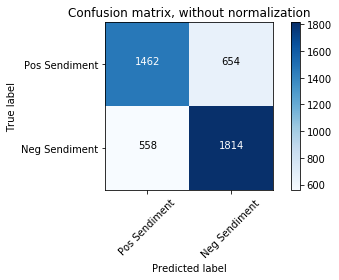 Confusion matrix, without normalization
True label
Pos Sendiment
1462 654
Neg Sendiment
558 1814
Pos Sendiment
Neg Sendiment
Predicted label
1800
1600
1400
1200
1000
800
600